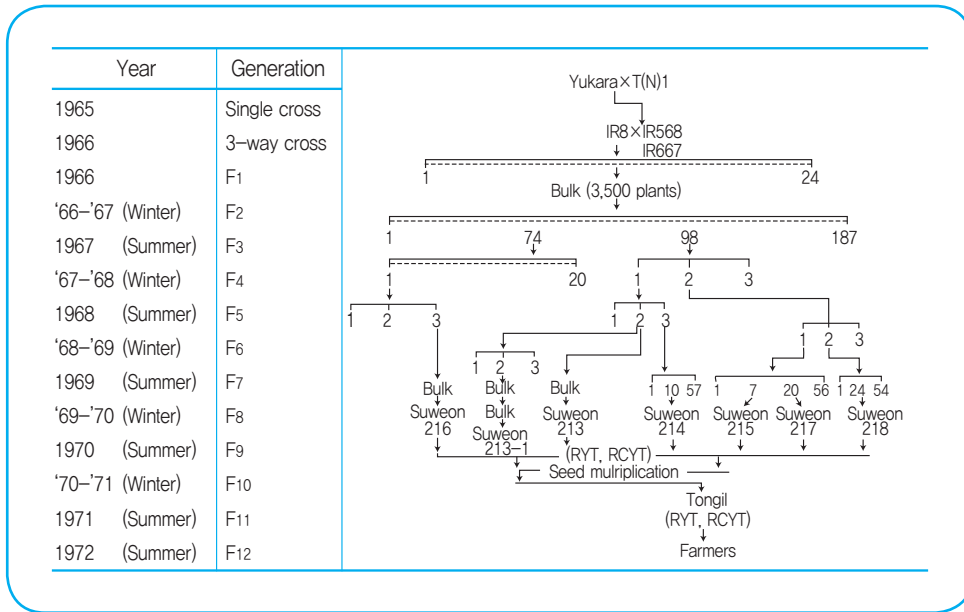 Year Generation
1965 Single cross
1966 3-way cross
1966 F1
'66-'67 (Winter) F2
1967 (Summer) F3
'67-'68 (Winter) F4
1968 (Summer) F5
'68-'69 (Winter) F6
1969 (Summer) F7
'69-'70 (Winter) F8
1970 (Summer) F9
'70-'71 (Winter) F10
1971 (Summer) F11
1972 (Summer) F12
Yukara×T(N)1
IR8×IR568
IR667
1 24
Bulk (3,500 plants)
1 74 98 187
1 20 1 2 3
1 2 3 1 2 3
1 2 3
1 2 3
1 10 57 1 7 20 56 1 24 54
Bulk Bulk Bulk
Suweon 216
Bulk
Suweon 213-1
Suweon 213
Suweon 214
Suweon 215
Suweon 217
Suweon 218
(RYT, RCYT)
Seed mulriplication
Tongil
(RYT, RCYT)
Farmers